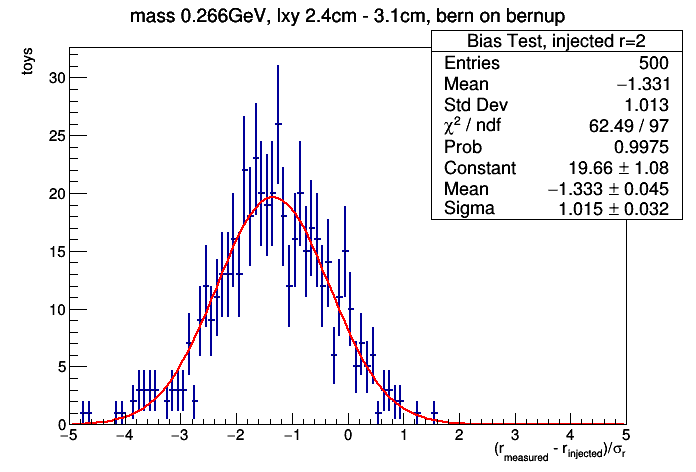 mass 0.266GeV, lxy 2.4cm - 3.1cm, bern on bernup
toys
Bias Test, injected r=2
Entries 500
Mean −1.331
Std Dev 1.013
χ² / ndf 62.49 / 97
Prob 0.9975
Constant 19.66 ± 1.08
Mean −1.333 ± 0.045
Sigma 1.015 ± 0.032
30
25
20
15
10
5
0
−5 −4 −3 −2 −1 0 1 2 3 4 5
(r_measured - r_injected)/σ_r